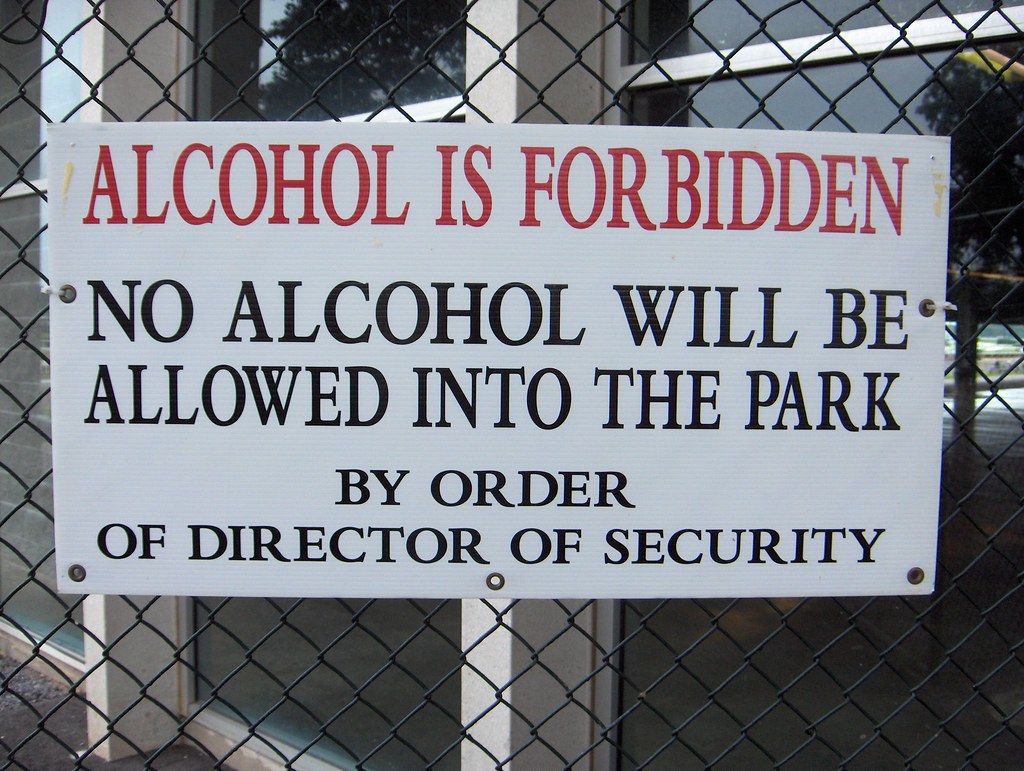 ALCOHOL IS FORBIDDEN
NO ALCOHOL WILL BE
ALLOWED INTO THE PARK
BY ORDER
OF DIRECTOR OF SECURITY